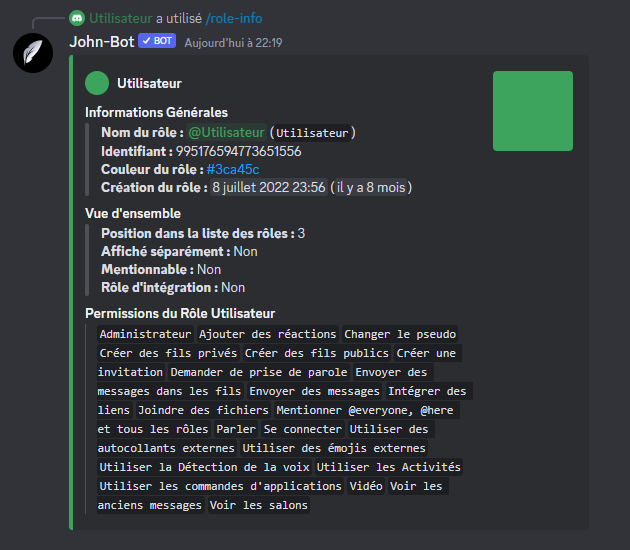 Utilisateur a utilisé /role-info
John-Bot ✓ BOT Aujourd'hui à 22:19
Utilisateur
Informations Générales
Nom du rôle : @Utilisateur (Utilisateur)
Identifiant : 995176594773651556
Couleur du rôle : #3ca45c
Création du rôle : 8 juillet 2022 23:56 (il y a 8 mois)
Vue d'ensemble
Position dans la liste des rôles : 3
Affiché séparément : Non
Mentionnable : Non
Rôle d'intégration : Non
Permissions du Rôle Utilisateur
Administrateur Ajouter des réactions Changer le pseudo
Créer des fils privés Créer des fils publics Créer une
invitation Demander de prise de parole Envoyer des
messages dans les fils Envoyer des messages Intégrer des
liens Joindre des fichiers Mentionner @everyone, @here
et tous les rôles Parler Se connecter Utiliser des
autocollants externes Utiliser des émojis externes
Utiliser la Détection de la voix Utiliser les Activités
Utiliser les commandes d'applications Vidéo Voir les
anciens messages Voir les salons